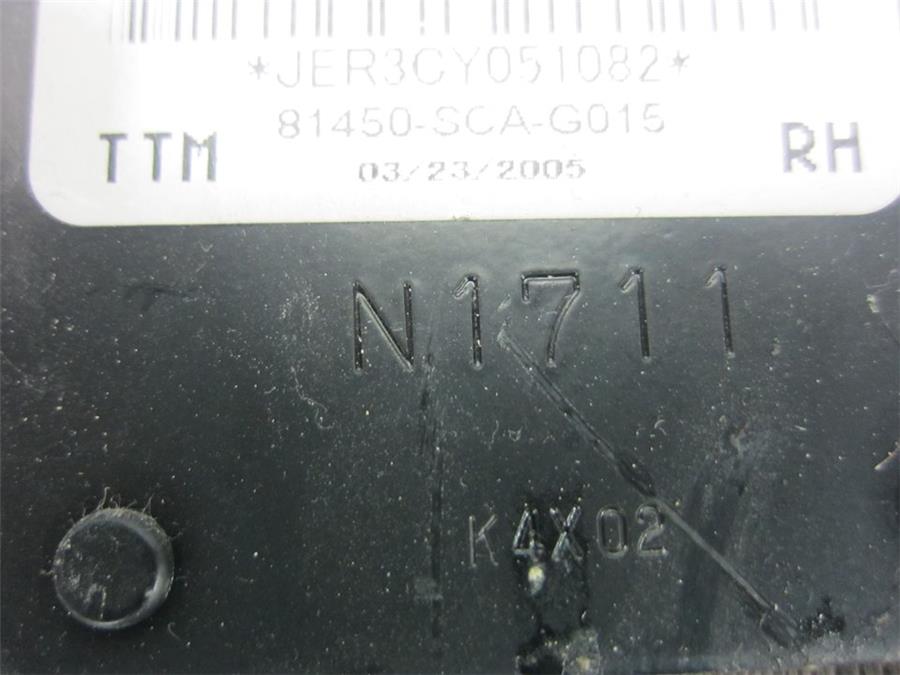 *JER3CY051082*
81450-SCA-G015
TTM 03/23/2005 RH
N1711
K4X02